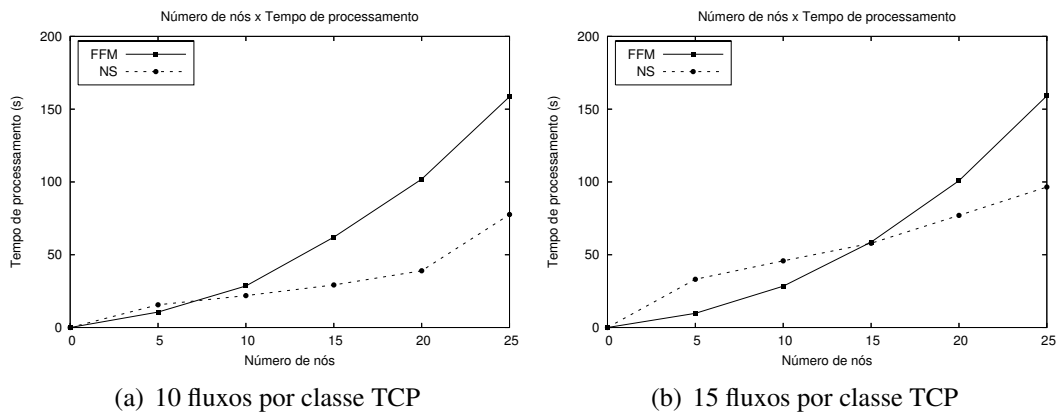 Número de nós x Tempo de processamento
200
150
100
50
0
Tempo de processamento (s)
FFM
NS
0 5 10 15 20 25
Número de nós
(a) 10 fluxos por classe TCP
Número de nós x Tempo de processamento
200
150
100
50
0
Tempo de processamento (s)
FFM
NS
0 5 10 15 20 25
Número de nós
(b) 15 fluxos por classe TCP